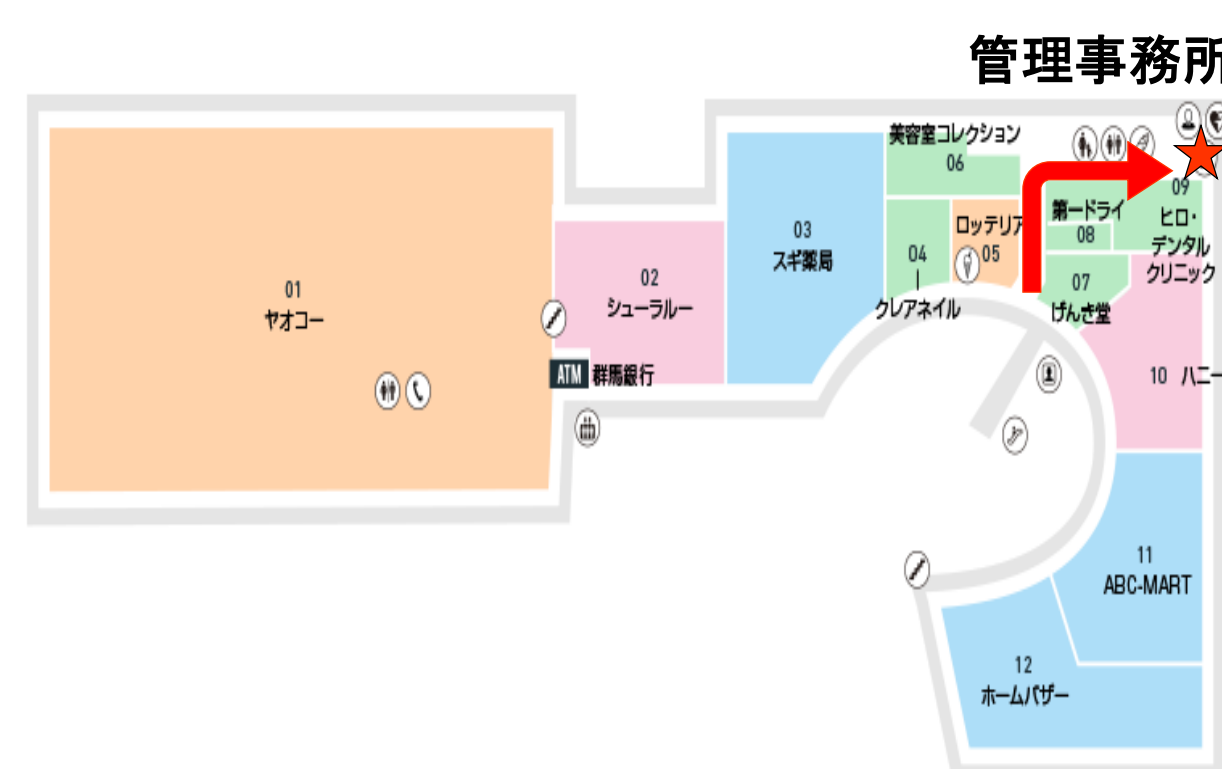 管理事務所
美容室コレクション
06
09
ヒロ・
デンタル
クリニック
第一ドライ
08
ロッテリア
05
03
スギ薬局
04
クレアネイル
07
げんき堂
02
シューラルー
01
ヤオコー
ATM 群馬銀行
10 ハニー
11
ABC-MART
12
ホームバザー